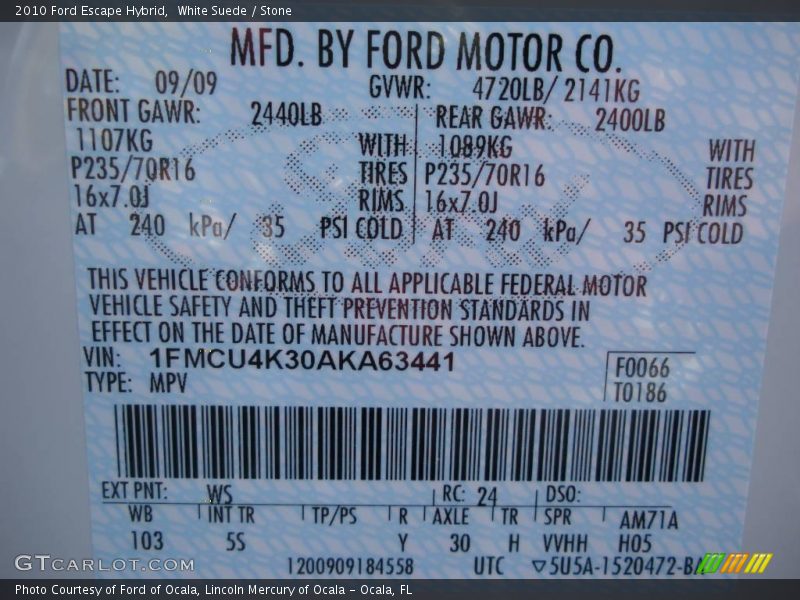 2010 Ford Escape Hybrid,  White Suede / Stone
MFD. BY FORD MOTOR CO.
DATE: 09/09 GVWR: 4720LB/ 2141KG
FRONT GAWR: 2440LB REAR GAWR: 2400LB
1107KG WITH 1089KG WITH
P235/70R16 TIRES P235/70R16 TIRES
16x7.0J RIMS 16x7.0J RIMS
AT 240 kPa/ 35 PSI COLD AT 240 kPa/ 35 PSI COLD
THIS VEHICLE CONFORMS TO ALL APPLICABLE FEDERAL MOTOR
VEHICLE SAFETY AND THEFT PREVENTION STANDARDS IN
EFFECT ON THE DATE OF MANUFACTURE SHOWN ABOVE.
VIN: 1FMCU4K30AKA63441 F0066
TYPE: MPV T0186
EXT PNT: WS RC: 24 DSO:
WB INT TR TP/PS R AXLE TR SPR AM71A
103 5S Y 30 H VVHH H05
1200909184558 UTC ▽5U5A-1520472-B
GTCARLOT.COM
Photo Courtesy of Ford of Ocala, Lincoln Mercury of Ocala – Ocala, FL